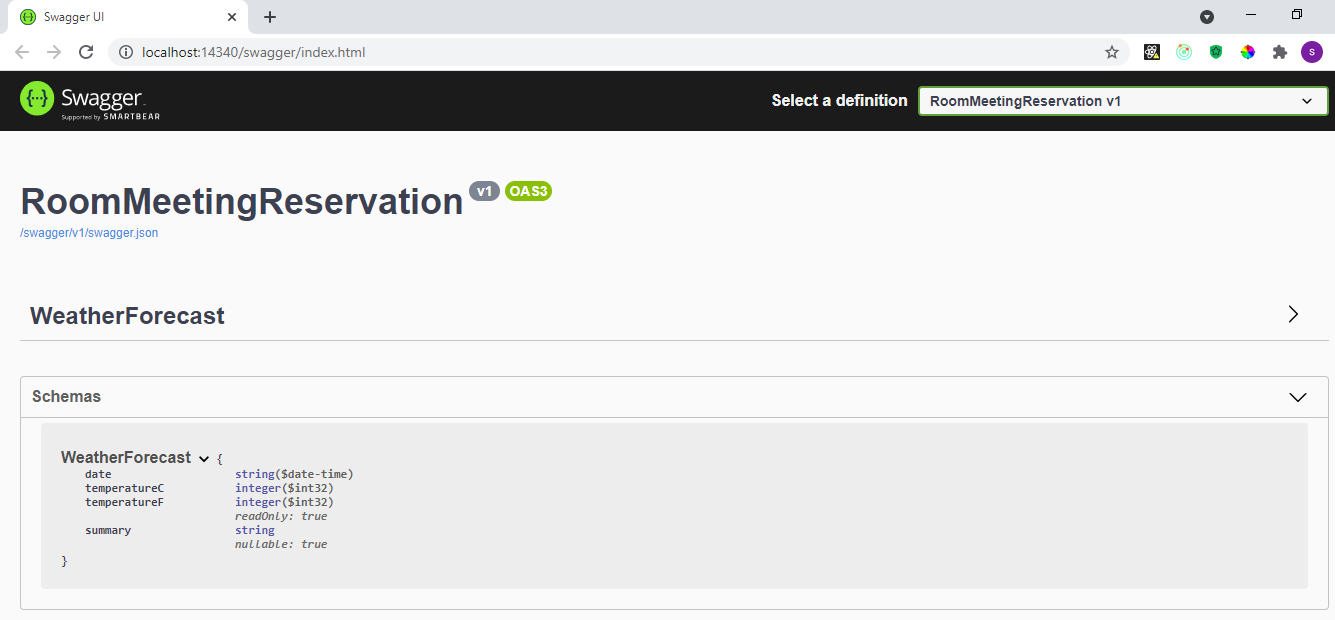 Swagger UI
localhost:14340/swagger/index.html
S
{···} Swagger.
Supported by SMARTBEAR
Select a definition
RoomMeetingReservation v1
RoomMeetingReservation v1 OAS3
/swagger/v1/swagger.json
WeatherForecast
Schemas
WeatherForecast {
date string($date-time)
temperatureC integer($int32)
temperatureF integer($int32)
readOnly: true
summary string
nullable: true
}